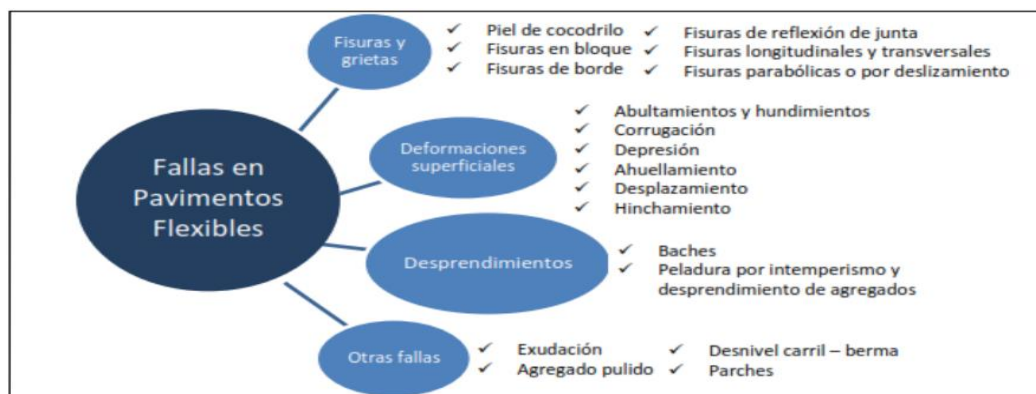 Fallas en
Pavimentos
Flexibles
Fisuras y
grietas
✓ Piel de cocodrilo
✓ Fisuras en bloque
✓ Fisuras de borde
✓ Fisuras de reflexión de junta
✓ Fisuras longitudinales y transversales
✓ Fisuras parabólicas o por deslizamiento
Deformaciones
superficiales
✓ Abultamientos y hundimientos
✓ Corrugación
✓ Depresión
✓ Ahuellamiento
✓ Desplazamiento
✓ Hinchamiento
Desprendimientos
✓ Baches
✓ Peladura por intemperismo y
desprendimiento de agregados
Otras fallas
✓ Exudación
✓ Agregado pulido
✓ Desnivel carril – berma
✓ Parches